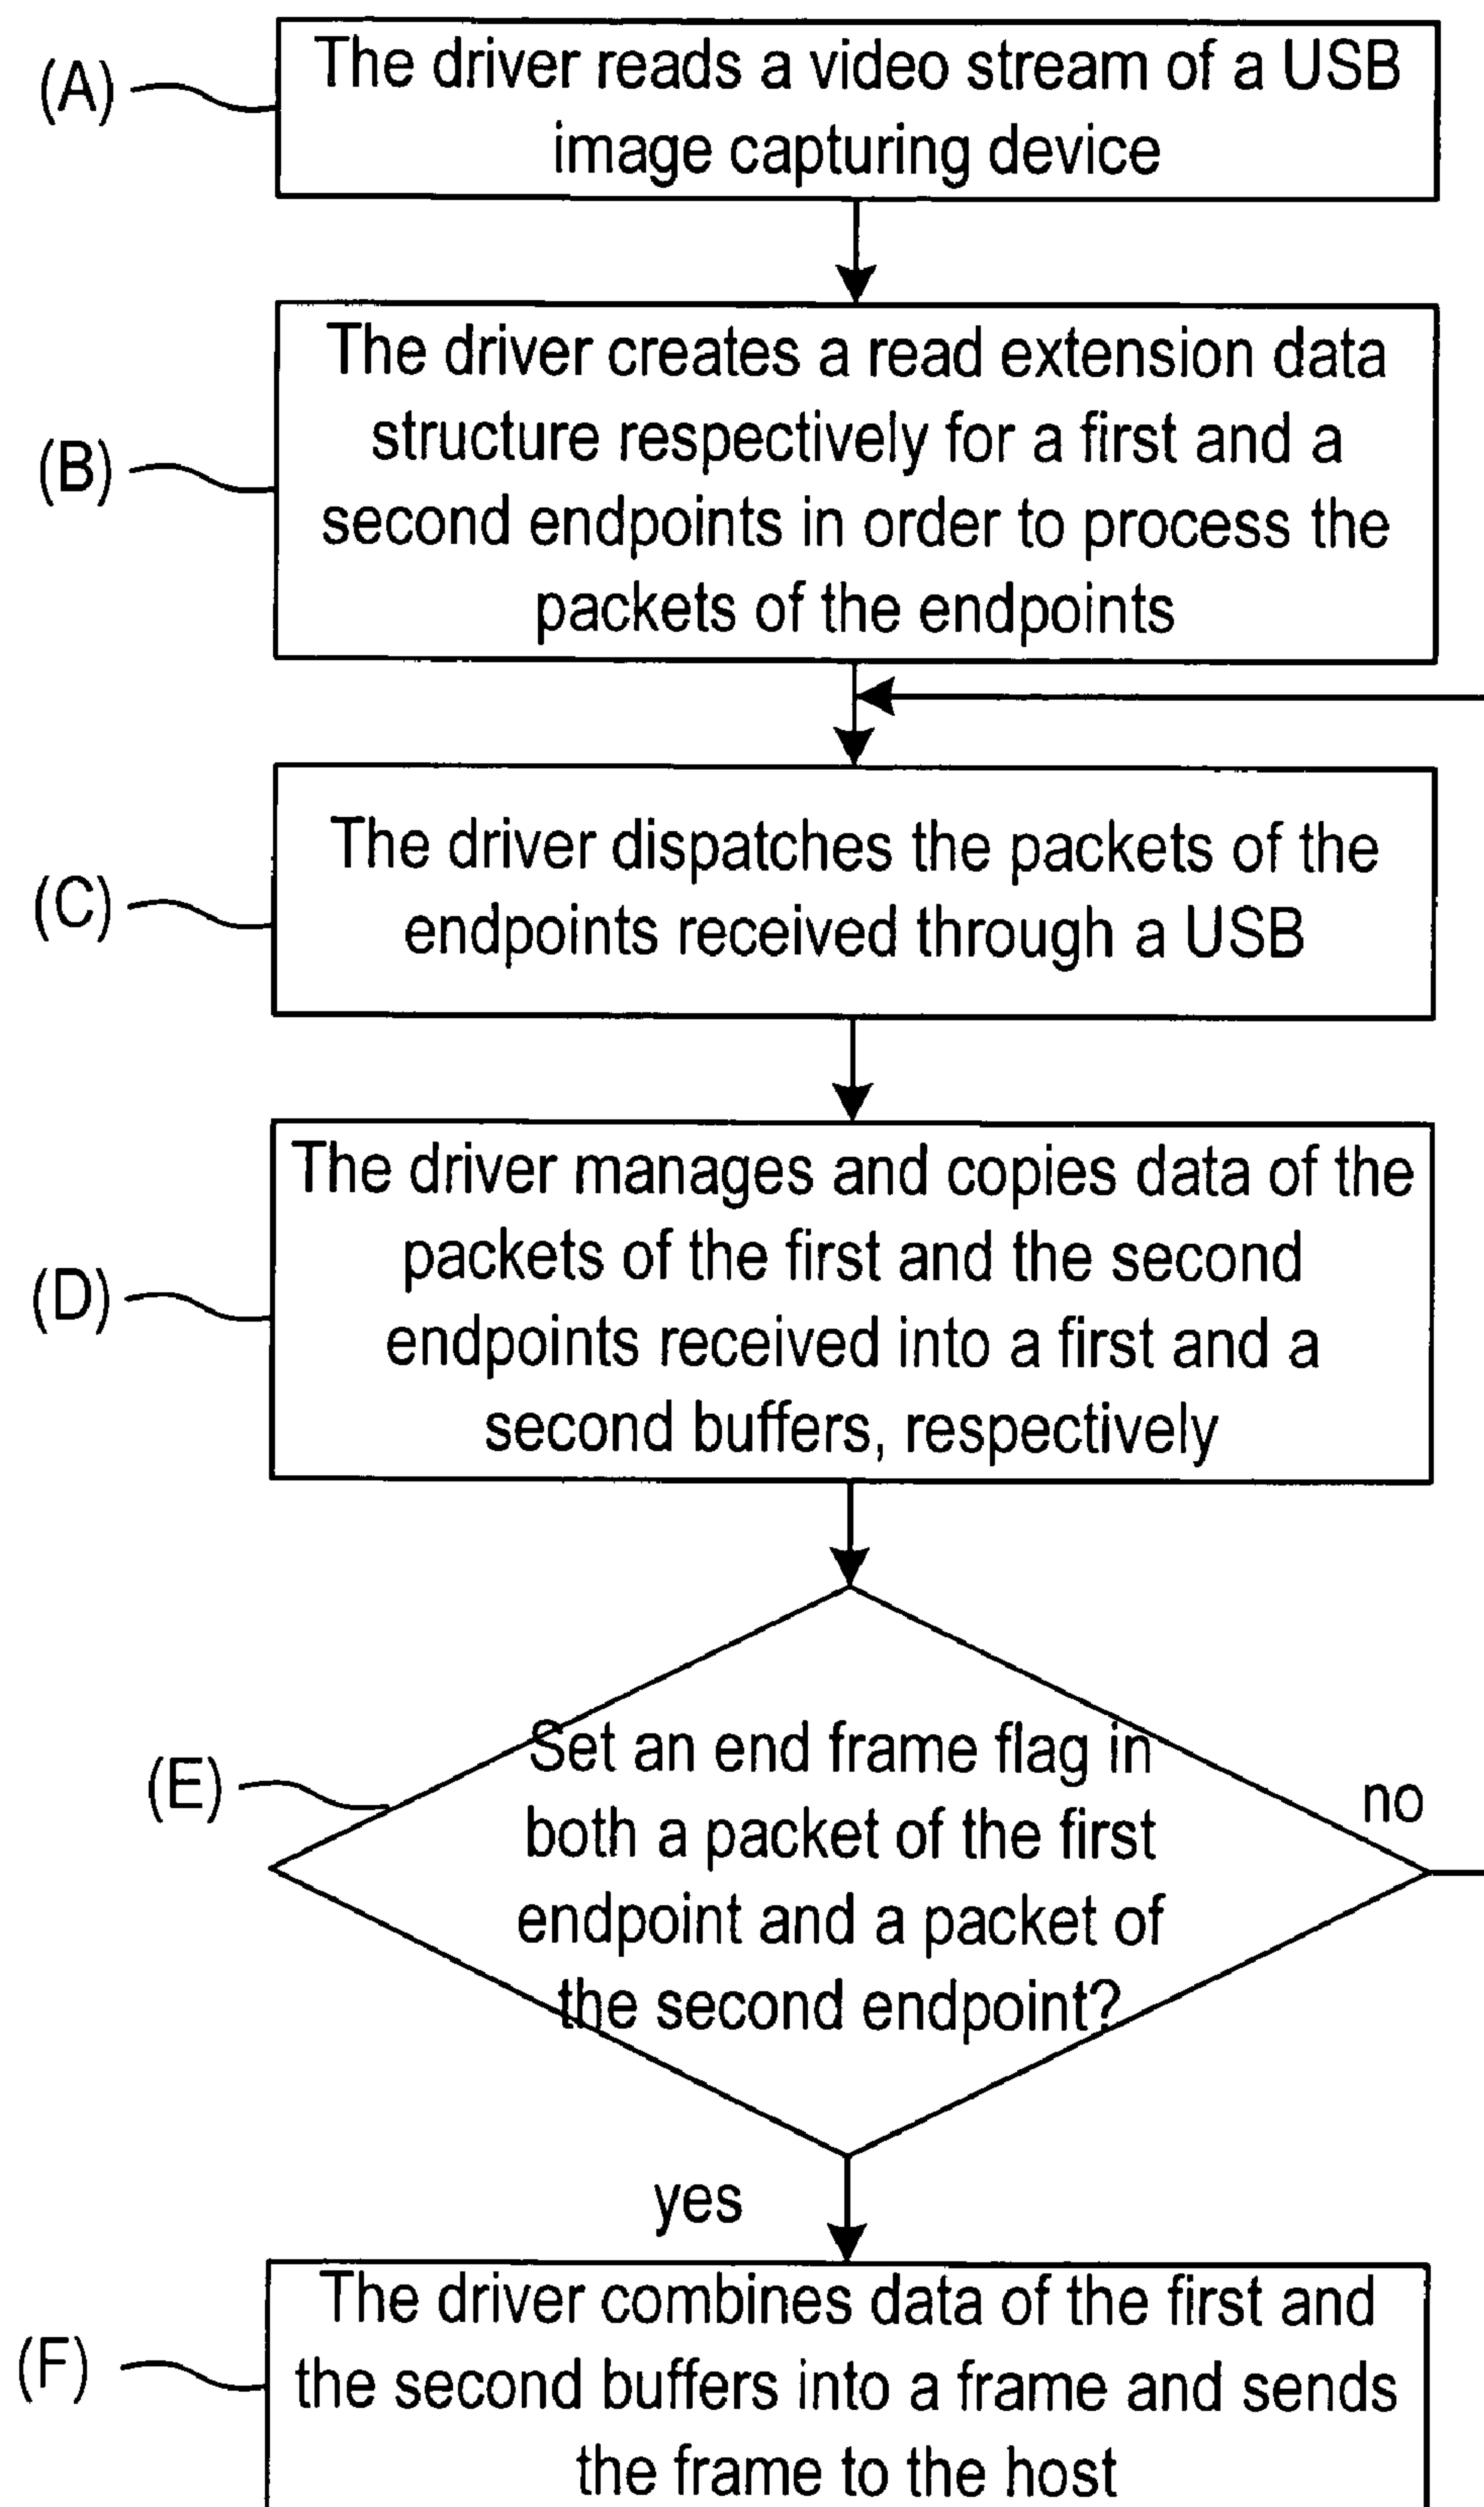 (A)
The driver reads a video stream of a USB
image capturing device
(B)
The driver creates a read extension data
structure respectively for a first and a
second endpoints in order to process the
packets of the endpoints
(C)
The driver dispatches the packets of the
endpoints received through a USB
(D)
The driver manages and copies data of the
packets of the first and the second
endpoints received into a first and a
second buffers, respectively
(E)
Set an end frame flag in
both a packet of the first
endpoint and a packet of
the second endpoint?
no
yes
(F)
The driver combines data of the first and
the second buffers into a frame and sends
the frame to the host